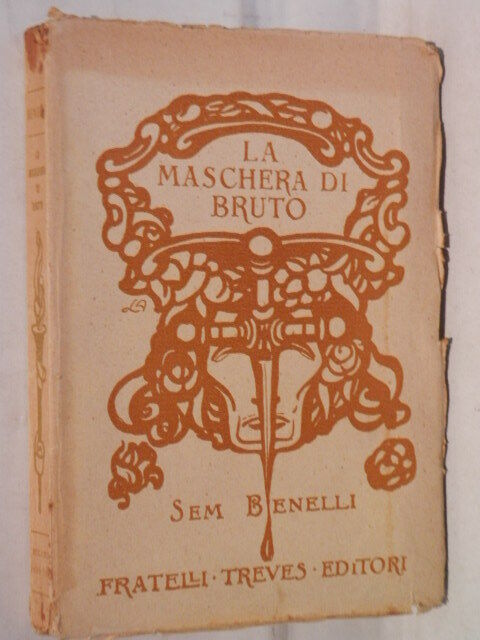 LA
MASCHERA DI
BRUTO
SEM BENELLI
FRATELLI · TREVES · EDITORI